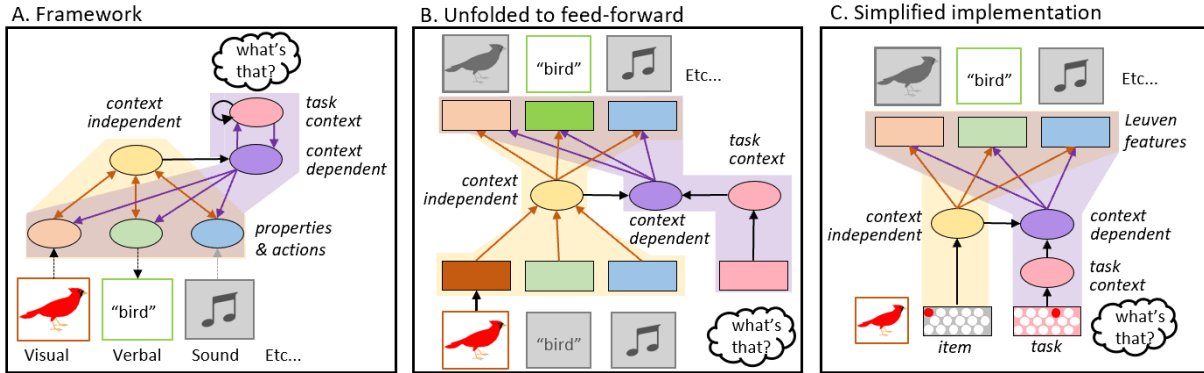 A. Framework
what's
that?
context
independent
task
context
context
dependent
properties
& actions
"bird"
Visual
Verbal
Sound
Etc...
B. Unfolded to feed-forward
"bird"
Etc...
task
context
context
independent
context
dependent
"bird"
what's
that?
C. Simplified implementation
"bird"
Etc...
Leuven
features
context
independent
context
dependent
task
context
what's
that?
item
task